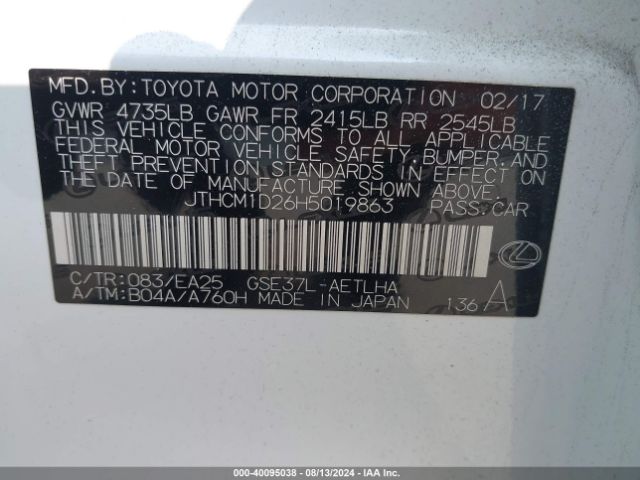 MFD.BY:TOYOTA MOTOR CORPORATION 02/17
GVWR 4735LB GAWR FR 2415LB RR 2545LB
THIS VEHICLE CONFORMS TO ALL APPLICABLE
FEDERAL MOTOR VEHICLE SAFETY,BUMPER,AND
THEFT PREVENTION STANDARDS IN EFFECT ON
THE DATE OF MANUFACTURE SHOWN ABOVE.
JTHCM1D26H5019863 PASS.CAR
C/TR:083/EA25 GSE37L-AETLHA
A/TM:B04A/A760H MADE IN JAPAN 136 A
000-40095038 - 08/13/2024 - IAAI.CA